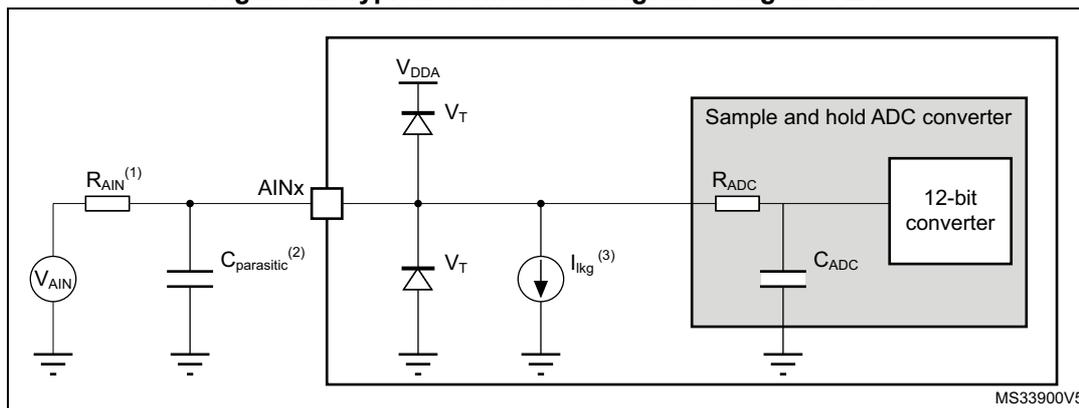 V_DDA
V_T
Sample and hold ADC converter
R_AIN(1)
AINx
R_ADC
12-bit
converter
V_AIN
C_parasitic(2)
V_T
I_lkg(3)
C_ADC
MS33900V5